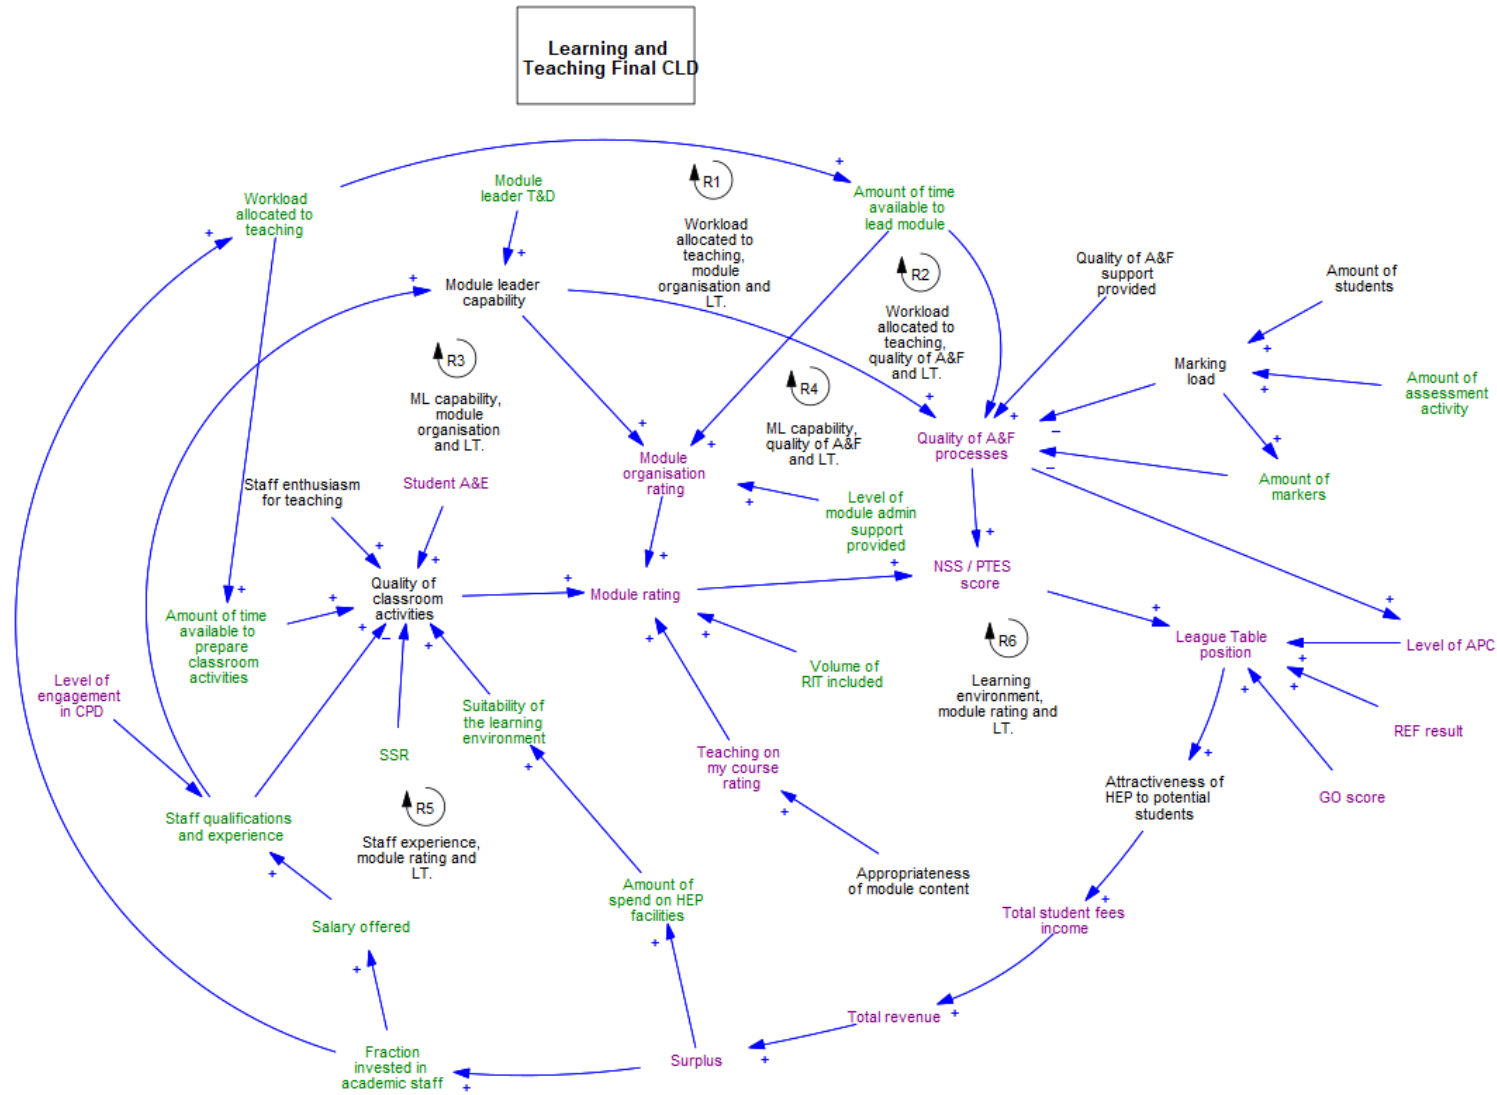 Learning and
Teaching Final CLD
+
R1
Module
leader T&D
Workload
allocated to
teaching
Amount of time
available to
lead module
+
Workload
allocated to
teaching,
module
organisation and
LT.
+
R2
Quality of A&F
support
provided
Amount of
students
+
Module leader
capability
Workload
allocated to
teaching,
quality of A&F
and LT.
+
R3
Marking
load
+
R4
Amount of
assessment
activity
ML capability,
module
organisation
and LT.
+
+
ML capability,
quality of A&F
and LT.
+
+
–
Quality of A&F
processes
+
–
Module
organisation
rating
Amount of
markers
Staff enthusiasm
for teaching
Student A&E
+
Level of
module admin
support
provided
+
+
+
+
+
NSS / PTES
score
+
Quality of
classroom
activities
+
Module rating
+
+
+
Amount of time
available to
prepare
classroom
activities
+
–
+
+
+
R6
League Table
position
Level of APC
+
Volume of
RIT included
Level of
engagement
in CPD
Learning
environment,
module rating and
LT.
+
+
Suitability of
the learning
environment
REF result
SSR
+
Teaching on
my course
rating
+
Attractiveness of
HEP to potential
students
GO score
R5
+
Staff qualifications
and experience
Staff experience,
module rating and
LT.
+
Appropriateness
of module content
Amount of
spend on HEP
facilities
+
Total student fees
income
Salary offered
+
+
Total revenue
+
Fraction
invested in
academic staff
Surplus
+
+